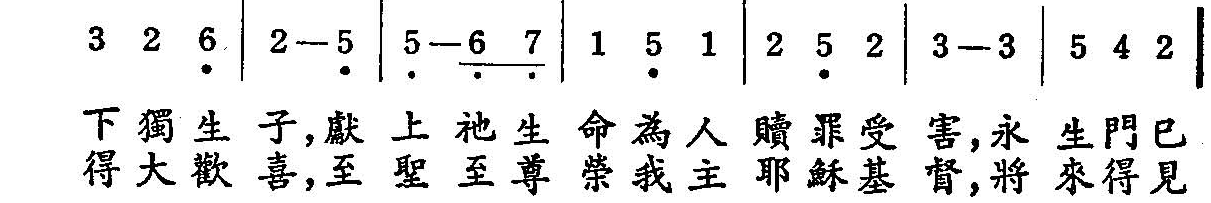 3 2 6̣ | 2—5̣ | 5̣—6̣ 7̣ | 1 5̣ 1 | 2 5̣ 2 | 3—3 | 5 4 2
下獨生子,獻上祂生命為人贖罪受害,永生門已
得大歡喜,至聖至尊榮我主耶穌基督,將來得見